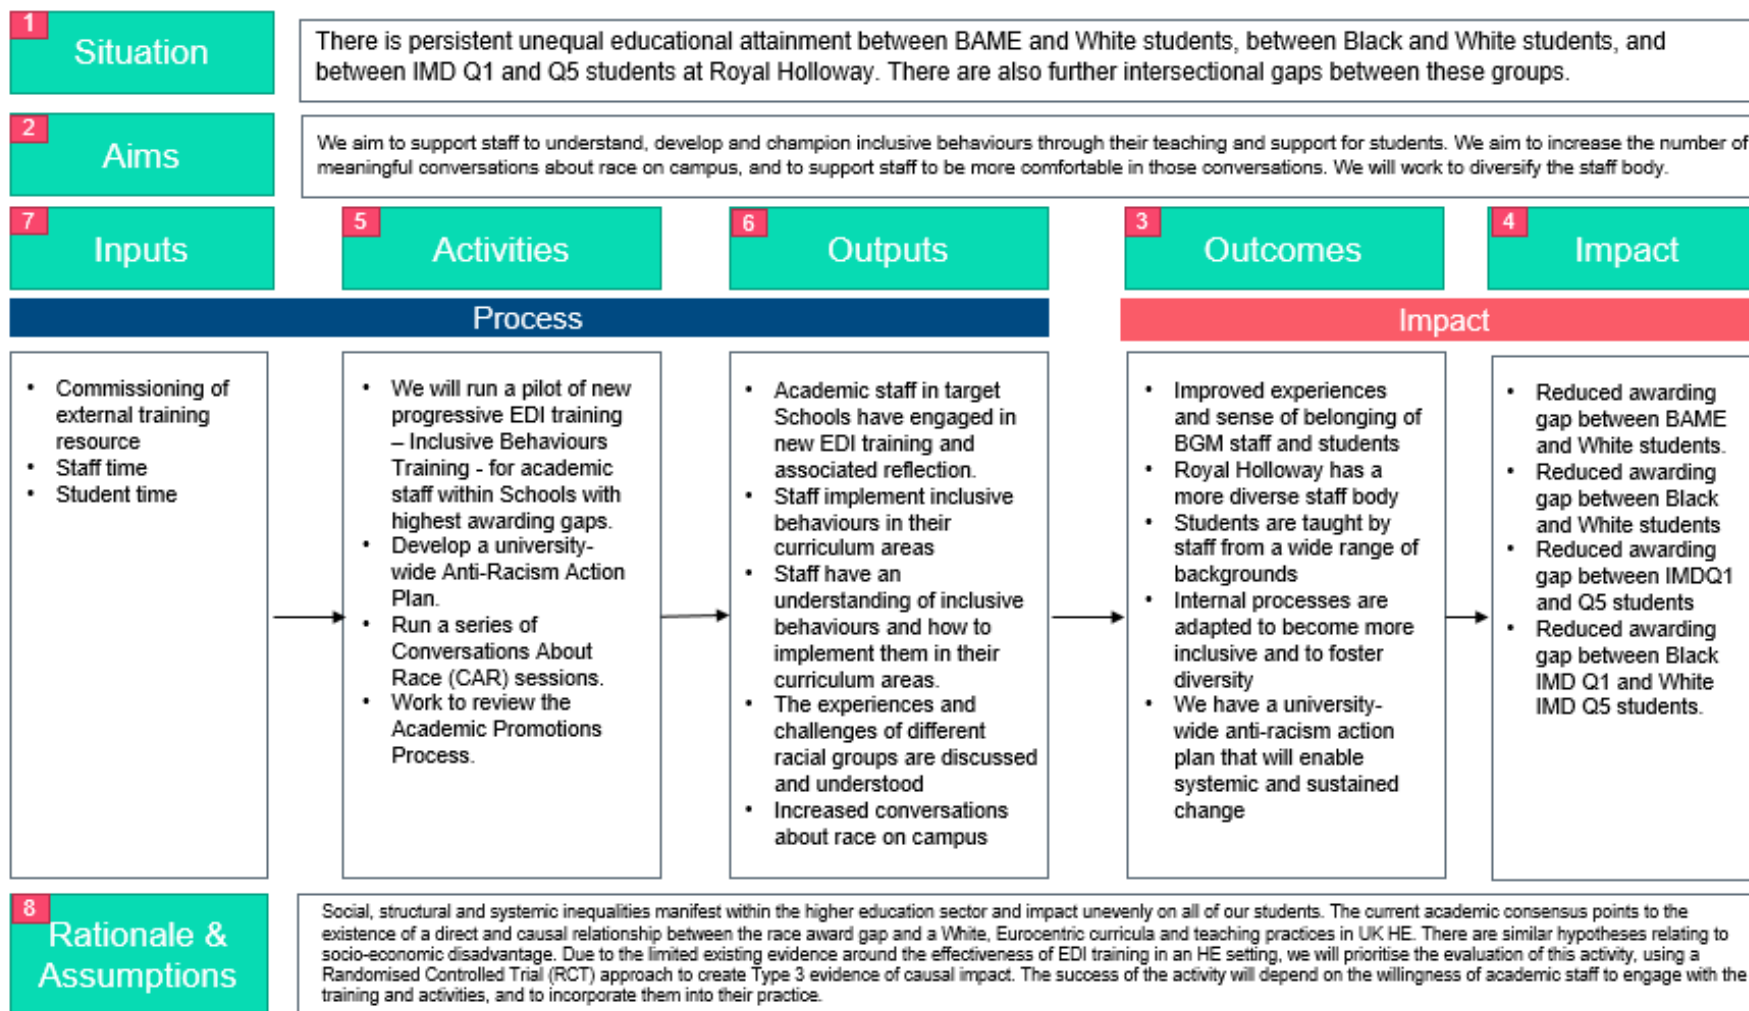 1
Situation
There is persistent unequal educational attainment between BAME and White students, between Black and White students, and
between IMD Q1 and Q5 students at Royal Holloway. There are also further intersectional gaps between these groups.
2
Aims
We aim to support staff to understand, develop and champion inclusive behaviours through their teaching and support for students. We aim to increase the number of
meaningful conversations about race on campus, and to support staff to be more comfortable in those conversations. We will work to diversify the staff body.
7
Inputs
5
Activities
6
Outputs
3
Outcomes
4
Impact
Process
Impact
• Commissioning of
external training
resource
• Staff time
• Student time
• We will run a pilot of new
progressive EDI training
– Inclusive Behaviours
Training - for academic
staff within Schools with
highest awarding gaps.
• Develop a university-
wide Anti-Racism Action
Plan.
• Run a series of
Conversations About
Race (CAR) sessions.
• Work to review the
Academic Promotions
Process.
• Academic staff in target
Schools have engaged in
new EDI training and
associated reflection.
• Staff implement inclusive
behaviours in their
curriculum areas
• Staff have an
understanding of inclusive
behaviours and how to
implement them in their
curriculum areas.
• The experiences and
challenges of different
racial groups are discussed
and understood
• Increased conversations
about race on campus
• Improved experiences
and sense of belonging of
BGM staff and students
• Royal Holloway has a
more diverse staff body
• Students are taught by
staff from a wide range of
backgrounds
• Internal processes are
adapted to become more
inclusive and to foster
diversity
• We have a university-
wide anti-racism action
plan that will enable
systemic and sustained
change
• Reduced awarding
gap between BAME
and White students.
• Reduced awarding
gap between Black
and White students
• Reduced awarding
gap between IMDQ1
and Q5 students
• Reduced awarding
gap between Black
IMD Q1 and White
IMD Q5 students.
8
Rationale &
Assumptions
Social, structural and systemic inequalities manifest within the higher education sector and impact unevenly on all of our students. The current academic consensus points to the
existence of a direct and causal relationship between the race award gap and a White, Eurocentric curricula and teaching practices in UK HE. There are similar hypotheses relating to
socio-economic disadvantage. Due to the limited existing evidence around the effectiveness of EDI training in an HE setting, we will prioritise the evaluation of this activity, using a
Randomised Controlled Trial (RCT) approach to create Type 3 evidence of causal impact. The success of the activity will depend on the willingness of academic staff to engage with the
training and activities, and to incorporate them into their practice.